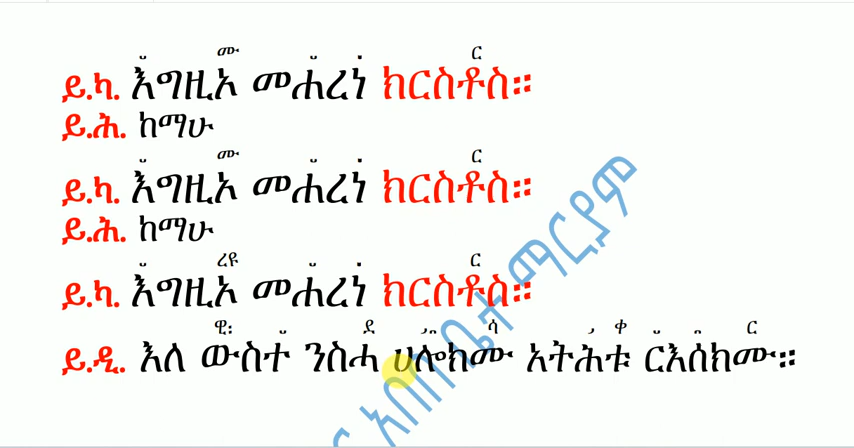 ይ.ካ. እግዚኦ መሐረነ ክርስቶስ።
ይ.ሕ. ከማሁ
ይ.ካ. እግዚኦ መሐረነ ክርስቶስ።
ይ.ሕ. ከማሁ
ይ.ካ. እግዚኦ መሐረነ ክርስቶስ።
ይ.ዲ. እለ ውስተ ንስሓ ሀሎክሙ አትሕቱ ርእሰክሙ።